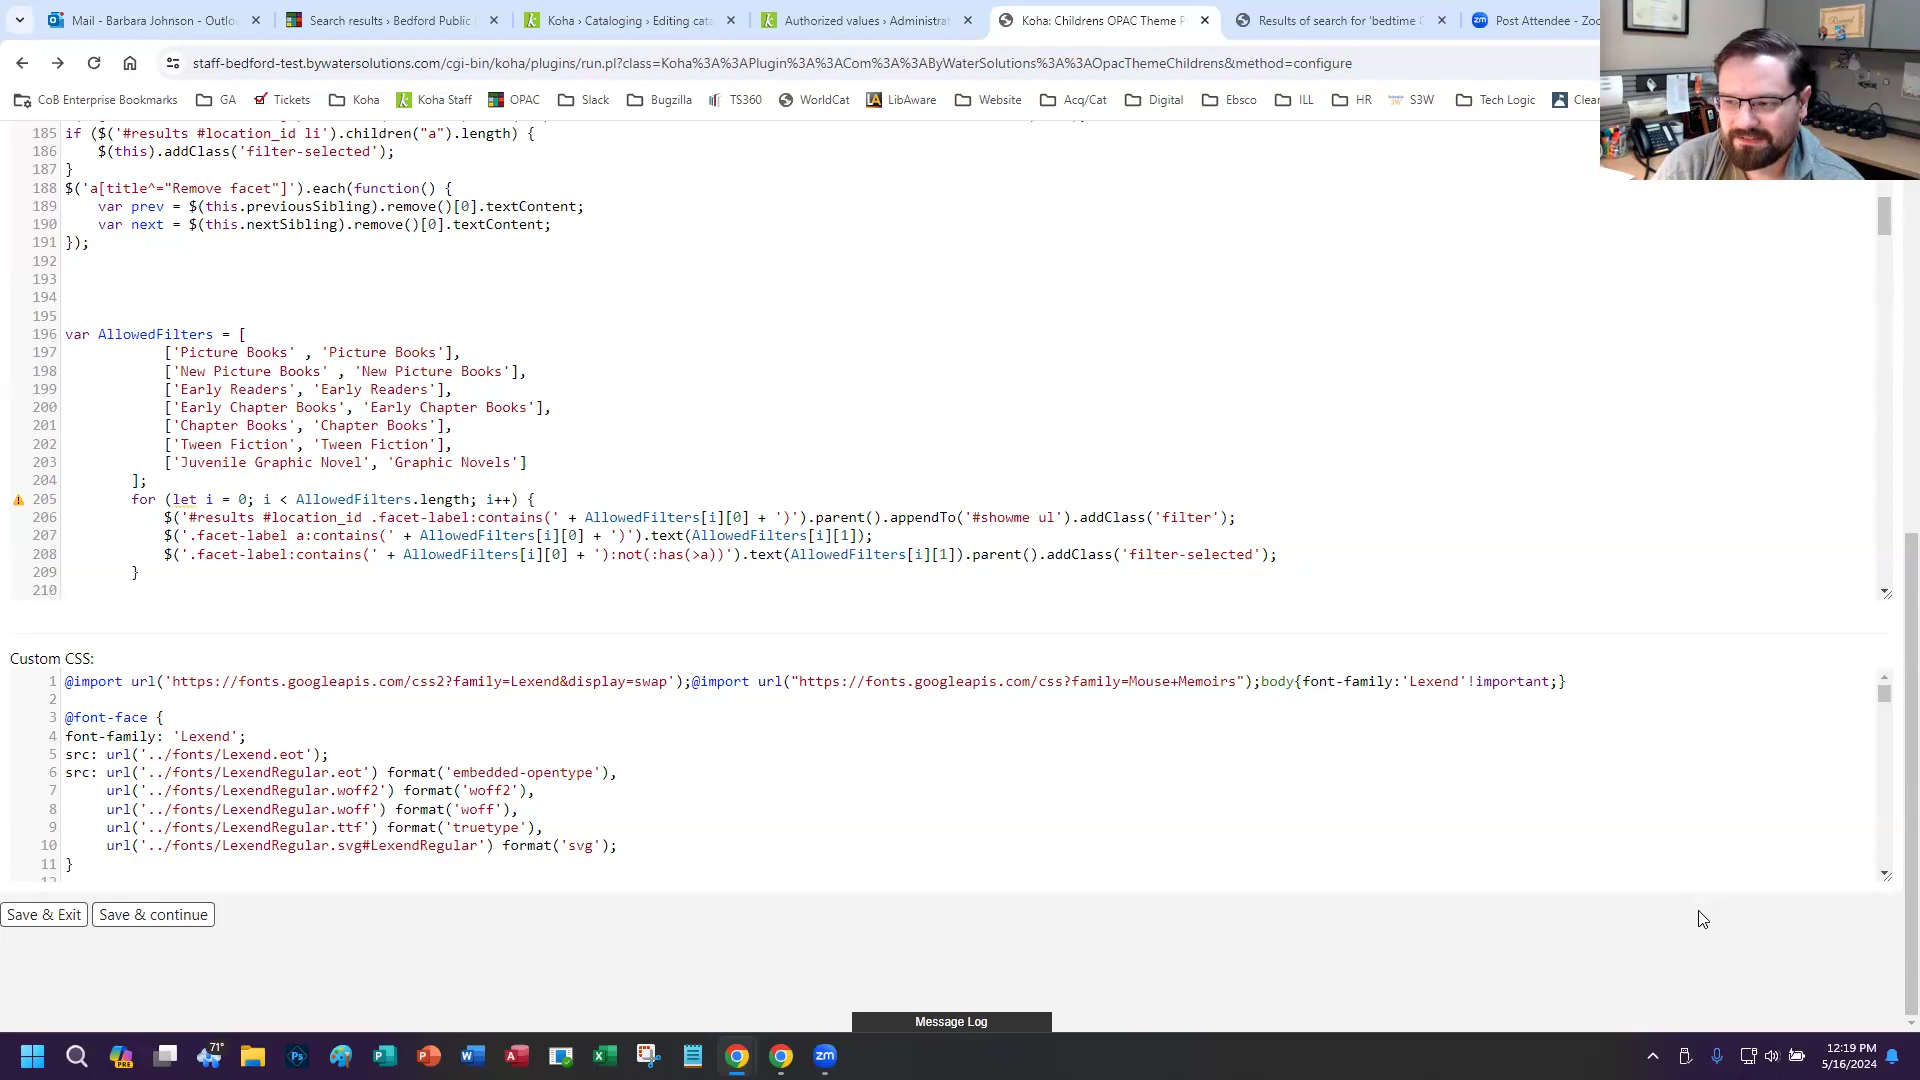 Mail - Barbara Johnson - Outlo
Search results › Bedford Public
Koha › Cataloging › Editing cata
Authorized values › Administrat
Koha: Childrens OPAC Theme P
Results of search for 'bedtime
Post Attendee - Zoo
staff-bedford-test.bywatersolutions.com/cgi-bin/koha/plugins/run.pl?class=Koha%3A%3APlugin%3A%3ACom%3A%3AByWaterSolutions%3A%3AOpacThemeChildrens&method=configure
CoB Enterprise Bookmarks
GA
Tickets
Koha
Koha Staff
OPAC
Slack
Bugzilla
TS360
WorldCat
LibAware
Website
Acq/Cat
Digital
Ebsco
ILL
HR
S3W
Tech Logic
Clear
185 if ($('#results #location_id li').children("a").length) {
186 $(this).addClass('filter-selected');
187 }
188 $('a[title^="Remove facet"]').each(function() {
189 var prev = $(this.previousSibling).remove()[0].textContent;
190 var next = $(this.nextSibling).remove()[0].textContent;
191 });
192
193
194
195
196 var AllowedFilters = [
197 ['Picture Books' , 'Picture Books'],
198 ['New Picture Books' , 'New Picture Books'],
199 ['Early Readers', 'Early Readers'],
200 ['Early Chapter Books', 'Early Chapter Books'],
201 ['Chapter Books', 'Chapter Books'],
202 ['Tween Fiction', 'Tween Fiction'],
203 ['Juvenile Graphic Novel', 'Graphic Novels']
204 ];
205 for (let i = 0; i < AllowedFilters.length; i++) {
206 $('#results #location_id .facet-label:contains(' + AllowedFilters[i][0] + ')').parent().appendTo('#showme ul').addClass('filter');
207 $('.facet-label a:contains(' + AllowedFilters[i][0] + ')').text(AllowedFilters[i][1]);
208 $('.facet-label:contains(' + AllowedFilters[i][0] + '):not(:has(>a))').text(AllowedFilters[i][1]).parent().addClass('filter-selected');
209 }
210
Custom CSS:
1 @import url('https://fonts.googleapis.com/css2?family=Lexend&display=swap');@import url("https://fonts.googleapis.com/css?family=Mouse+Memoirs");body{font-family:'Lexend'!important;}
2
3 @font-face {
4 font-family: 'Lexend';
5 src: url('../fonts/Lexend.eot');
6 src: url('../fonts/LexendRegular.eot') format('embedded-opentype'),
7 url('../fonts/LexendRegular.woff2') format('woff2'),
8 url('../fonts/LexendRegular.woff') format('woff'),
9 url('../fonts/LexendRegular.ttf') format('truetype'),
10 url('../fonts/LexendRegular.svg#LexendRegular') format('svg');
11 }
Save & Exit
Save & continue
Message Log
71°
12:19 PM
5/16/2024